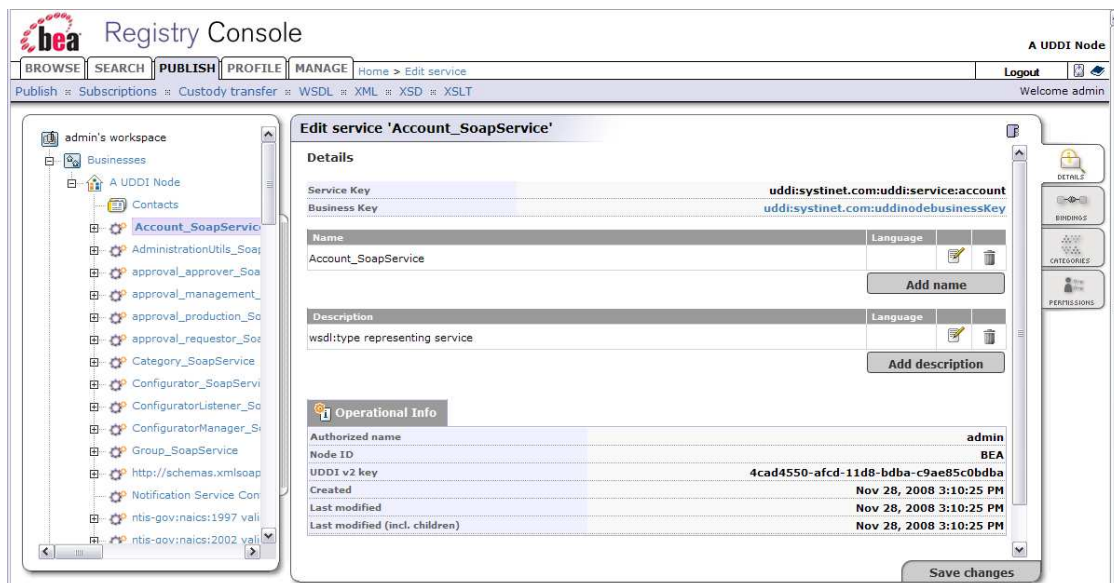 bea Registry Console
A UDDI Node
BROWSE SEARCH PUBLISH PROFILE MANAGE Home > Edit service Logout
Publish Subscriptions Custody transfer WSDL XML XSD XSLT Welcome admin
admin's workspace
Businesses
A UDDI Node
Contacts
Account_SoapServic
AdministrationUtils_Soap
approval_approver_Soa
approval_management_
approval_production_So
approval_requestor_Soa
Category_SoapService
Configurator_SoapServi
ConfiguratorListener_So
ConfiguratorManager_S
Group_SoapService
http://schemas.xmlsoap
Notification Service Con
ntis-gov:naics:1997 vali
ntis-gov:naics:2002 vali
Edit service 'Account_SoapService'
Details
Service Key uddi:systinet.com:uddi:service:account
Business Key uddi:systinet.com:uddinodebusinessKey
Name Language
Account_SoapService
Add name
Description Language
wsdl:type representing service
Add description
Operational Info
Authorized name admin
Node ID BEA
UDDI v2 key 4cad4550-afcd-11d8-bdba-c9ae85c0bdba
Created Nov 28, 2008 3:10:25 PM
Last modified Nov 28, 2008 3:10:25 PM
Last modified (incl. children) Nov 28, 2008 3:10:25 PM
Save changes
DETAILS
BINDINGS
CATEGORIES
PERMISSIONS